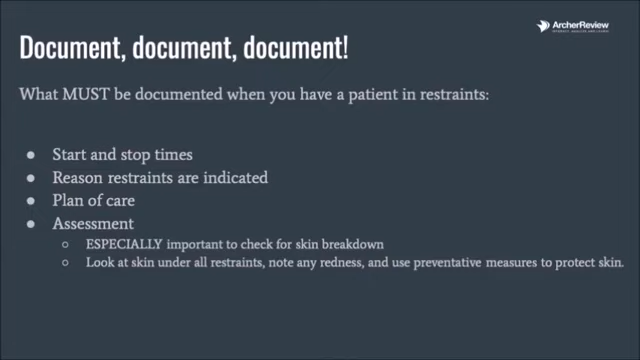 Document, document, document!
ArcherReview
What MUST be documented when you have a patient in restraints:
● Start and stop times
● Reason restraints are indicated
● Plan of care
● Assessment
○ ESPECIALLY important to check for skin breakdown
○ Look at skin under all restraints, note any redness, and use preventative measures to protect skin.